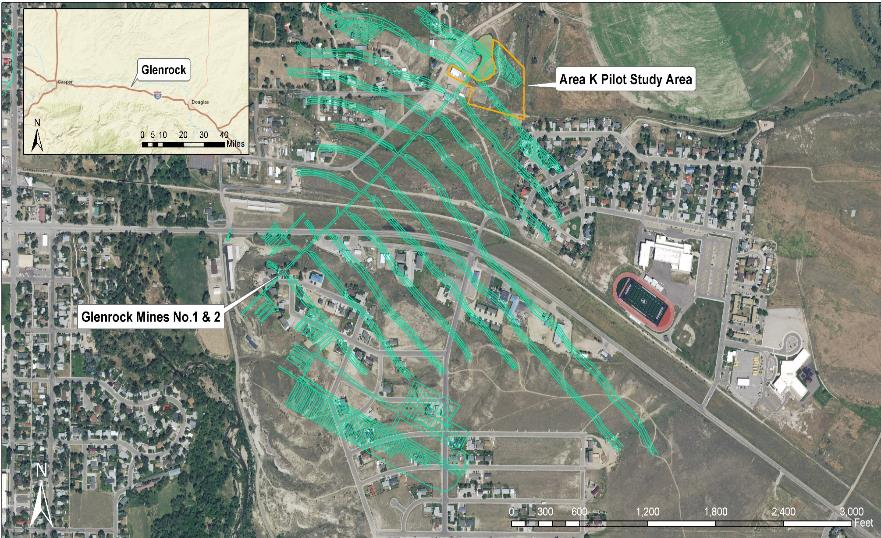 Glenrock
Casper
Douglas
N
0 5 10 20 30 40
Miles
Area K Pilot Study Area
Glenrock Mines No.1 & 2
N
0 300 600 1,200 1,800 2,400 3,000
Feet